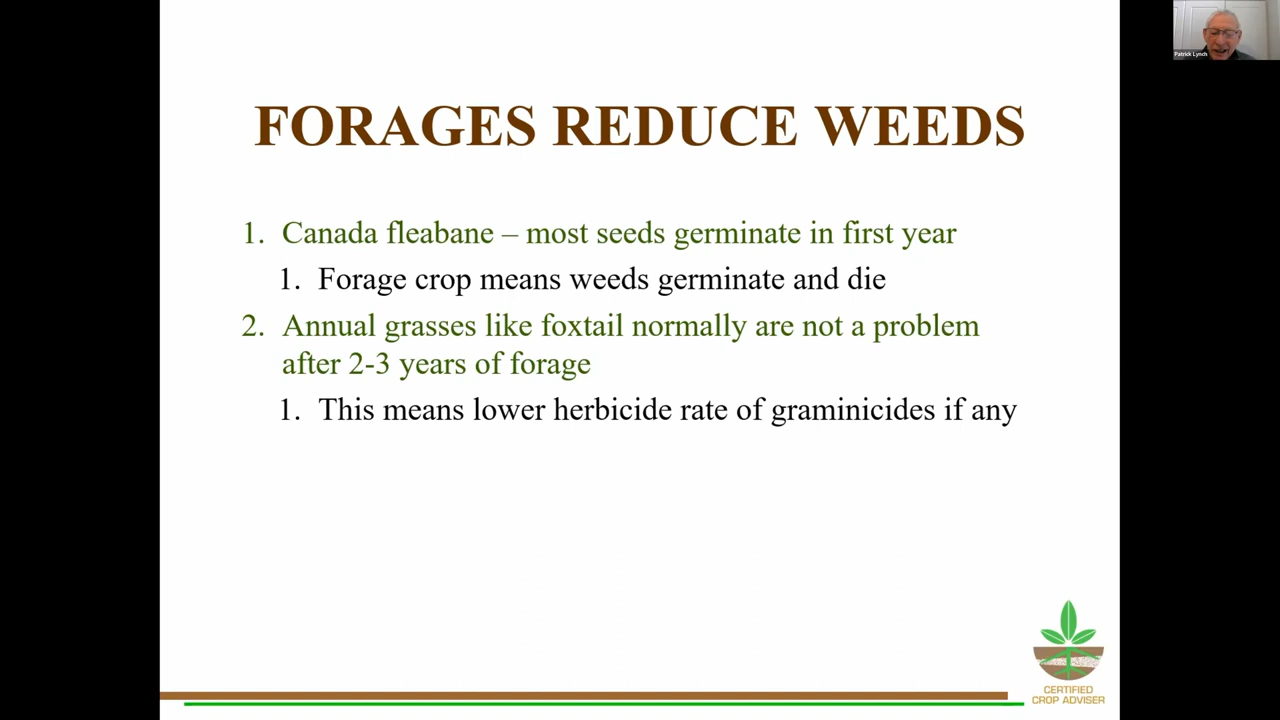 Patrick Lynch
FORAGES REDUCE WEEDS
1. Canada fleabane – most seeds germinate in first year
1. Forage crop means weeds germinate and die
2. Annual grasses like foxtail normally are not a problem
after 2-3 years of forage
1. This means lower herbicide rate of graminicides if any
CERTIFIED
CROP ADVISER